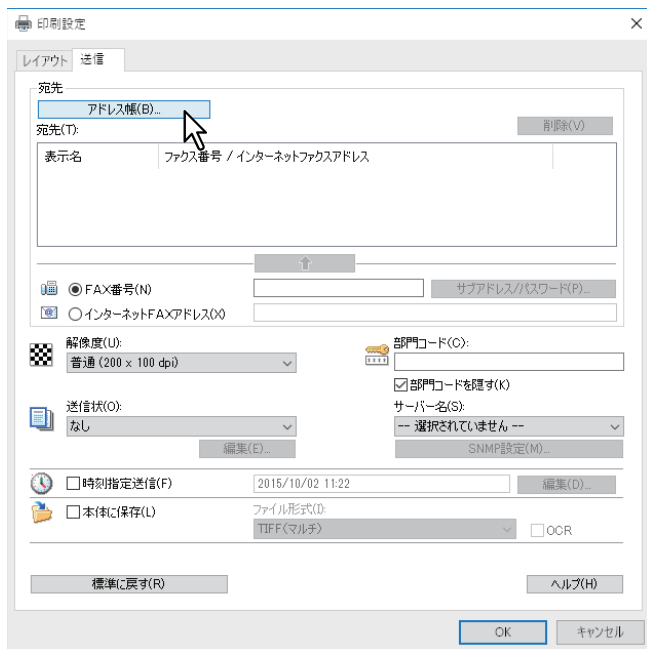 印刷設定
レイアウト 送信
宛先
アドレス帳(B)...
宛先(T):
削除(V)
表示名 ファクス番号 / インターネットファクスアドレス
FAX番号(N) サブアドレス/パスワード(P)...
インターネットFAXアドレス(X)
解像度(U): 部門コード(C):
普通 (200 x 100 dpi)
部門コードを隠す(K)
送信状(O): サーバー名(S):
なし -- 選択されていません --
編集(E)... SNMP設定(M)...
時刻指定送信(F) 2015/10/02 11:22 編集(D)...
本体に保存(L) ファイル形式(I):
TIFF(マルチ) OCR
標準に戻す(R) ヘルプ(H)
OK キャンセル